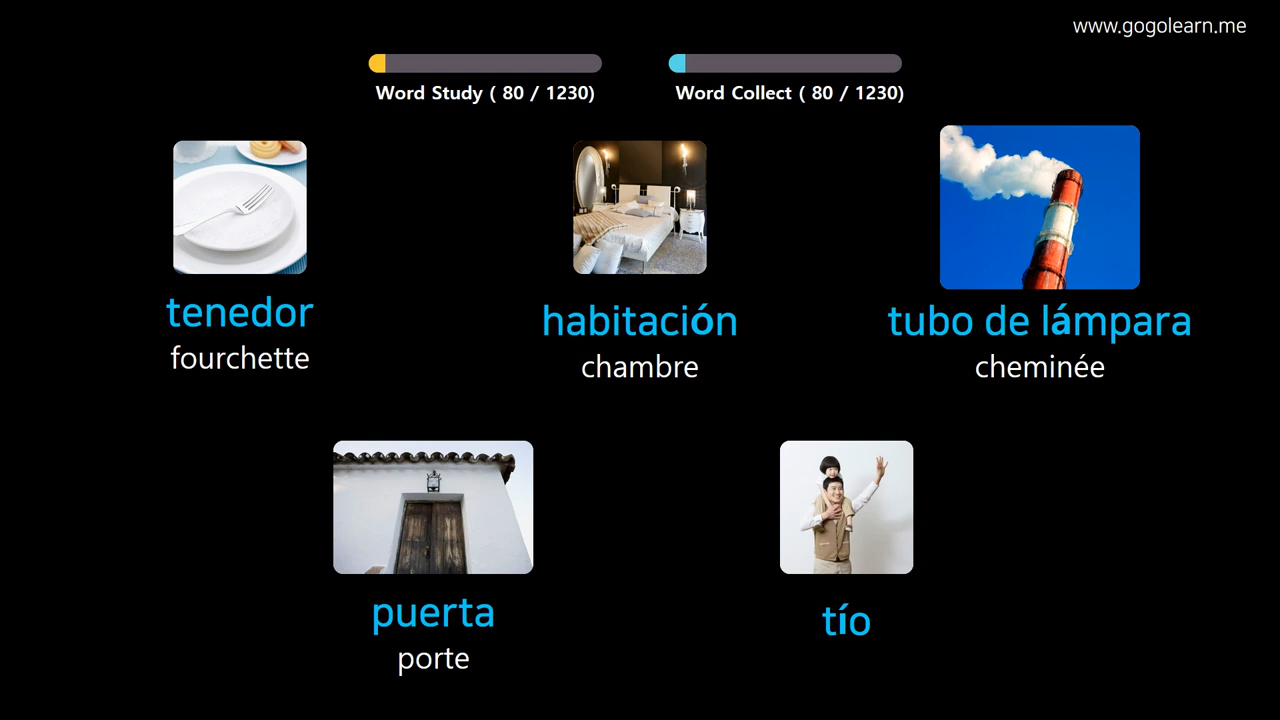 www.gogolearn.me
Word Study ( 80 / 1230)
Word Collect ( 80 / 1230)
tenedor
fourchette
habitación
chambre
tubo de lámpara
cheminée
puerta
porte
tío